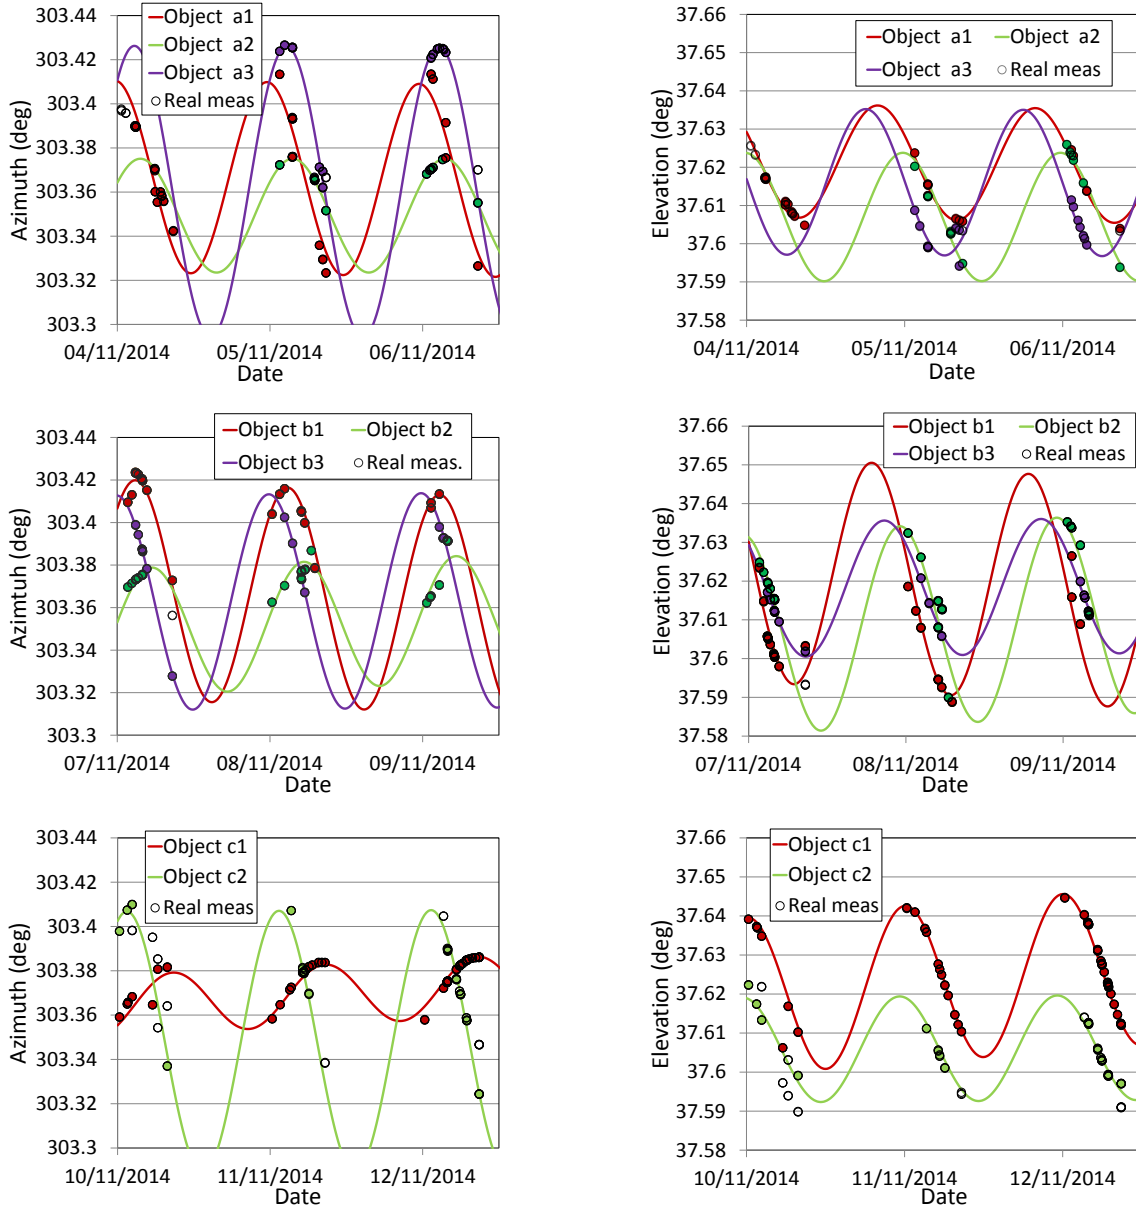 303.44
303.42
303.4
303.38
303.36
303.34
303.32
303.3
Azimuth (deg)
Object a1
Object a2
Object a3
Real meas
04/11/2014 05/11/2014 06/11/2014
Date
37.66
37.65
37.64
37.63
37.62
37.61
37.6
37.59
37.58
Elevation (deg)
Object a1 Object a2
Object a3 Real meas
04/11/2014 05/11/2014 06/11/2014
Date
303.44
303.42
303.4
303.38
303.36
303.34
303.32
303.3
Azimtuh (deg)
Object b1 Object b2
Object b3 Real meas.
07/11/2014 08/11/2014 09/11/2014
Date
37.66
37.65
37.64
37.63
37.62
37.61
37.6
37.59
37.58
Elevation (deg)
Object b1 Object b2
Object b3 Real meas
07/11/2014 08/11/2014 09/11/2014
Date
303.44
303.42
303.4
303.38
303.36
303.34
303.32
303.3
Azimuth (deg)
Object c1
Object c2
Real meas
10/11/2014 11/11/2014 12/11/2014
Date
37.66
37.65
37.64
37.63
37.62
37.61
37.6
37.59
37.58
Elevation (deg)
Object c1
Object c2
Real meas
10/11/2014 11/11/2014 12/11/2014
Date